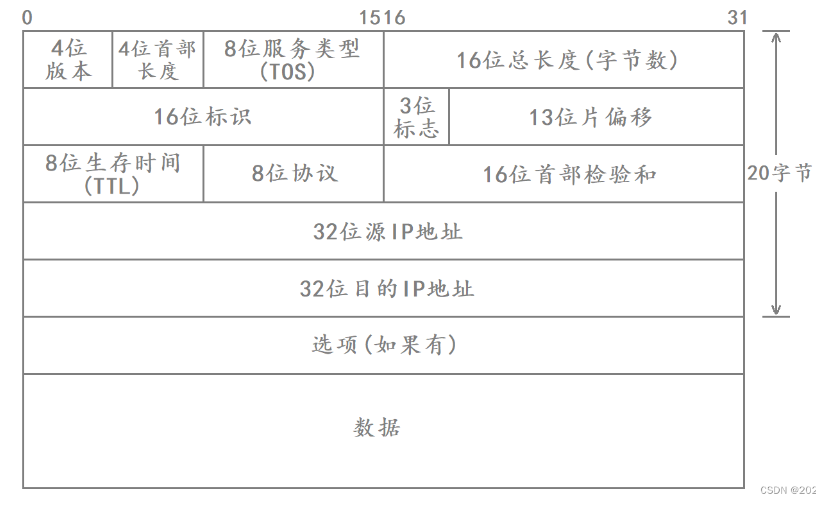 0 1516 31
4位 4位首部 8位服务类型
版本 长度 (TOS) 16位总长度(字节数)
16位标识 3位 13位片偏移
标志
8位生存时间 8位协议 16位首部检验和 20字节
(TTL)
32位源IP地址
32位目的IP地址
选项(如果有)
数据
CSDN @202